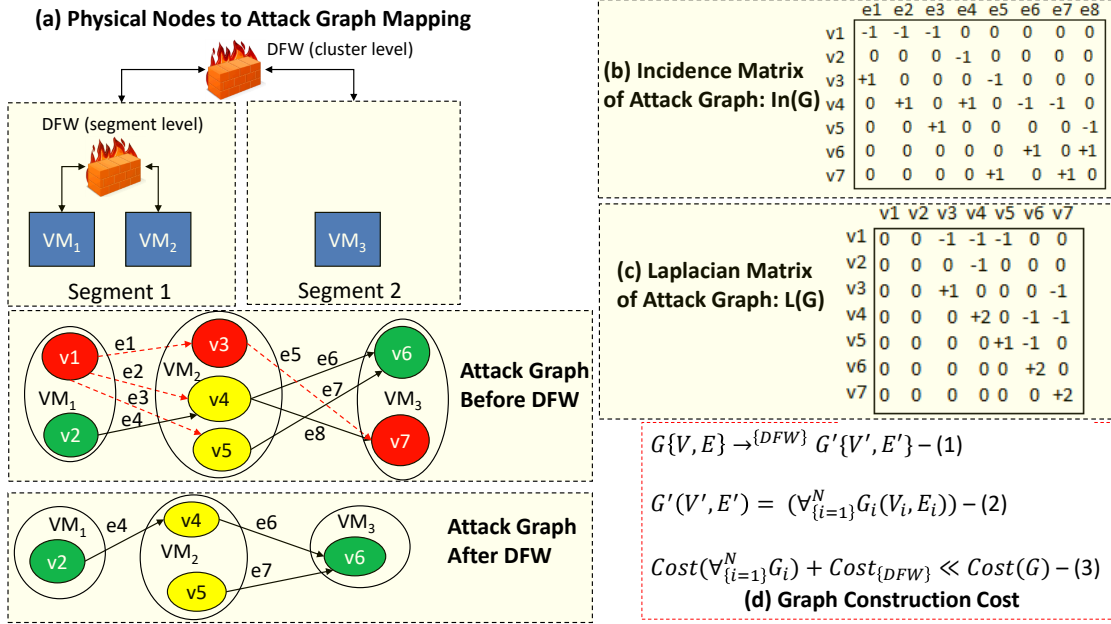 (a) Physical Nodes to Attack Graph Mapping
DFW (cluster level)
DFW (segment level)
VM₁
VM₂
VM₃
Segment 1
Segment 2
v1
v2
VM₁
e1
e2
e3
e4
v3
VM₂
v4
v5
e5
e6
e7
e8
v6
VM₃
v7
Attack Graph
Before DFW
VM₁
v2
e4
v4
VM₂
v5
e6
e7
VM₃
v6
Attack Graph
After DFW
(b) Incidence Matrix
of Attack Graph: In(G)
e1 e2 e3 e4 e5 e6 e7 e8
v1 -1 -1 -1 0 0 0 0 0
v2 0 0 0 -1 0 0 0 0
v3 +1 0 0 0 -1 0 0 0
v4 0 +1 0 +1 0 -1 -1 0
v5 0 0 +1 0 0 0 0 -1
v6 0 0 0 0 0 +1 0 +1
v7 0 0 0 0 +1 0 +1 0
(c) Laplacian Matrix
of Attack Graph: L(G)
v1 v2 v3 v4 v5 v6 v7
v1 0 0 -1 -1 -1 0 0
v2 0 0 0 -1 0 0 0
v3 0 0 +1 0 0 0 -1
v4 0 0 0 +2 0 -1 -1
v5 0 0 0 0 +1 -1 0
v6 0 0 0 0 0 +2 0
v7 0 0 0 0 0 0 +2
G{V, E} →^{DFW} G′{V′, E′} – (1)
G′(V′, E′) = (∀_{i=1}^N G_i(V_i, E_i)) – (2)
Cost(∀_{i=1}^N G_i) + Cost_{DFW} ≪ Cost(G) – (3)
(d) Graph Construction Cost